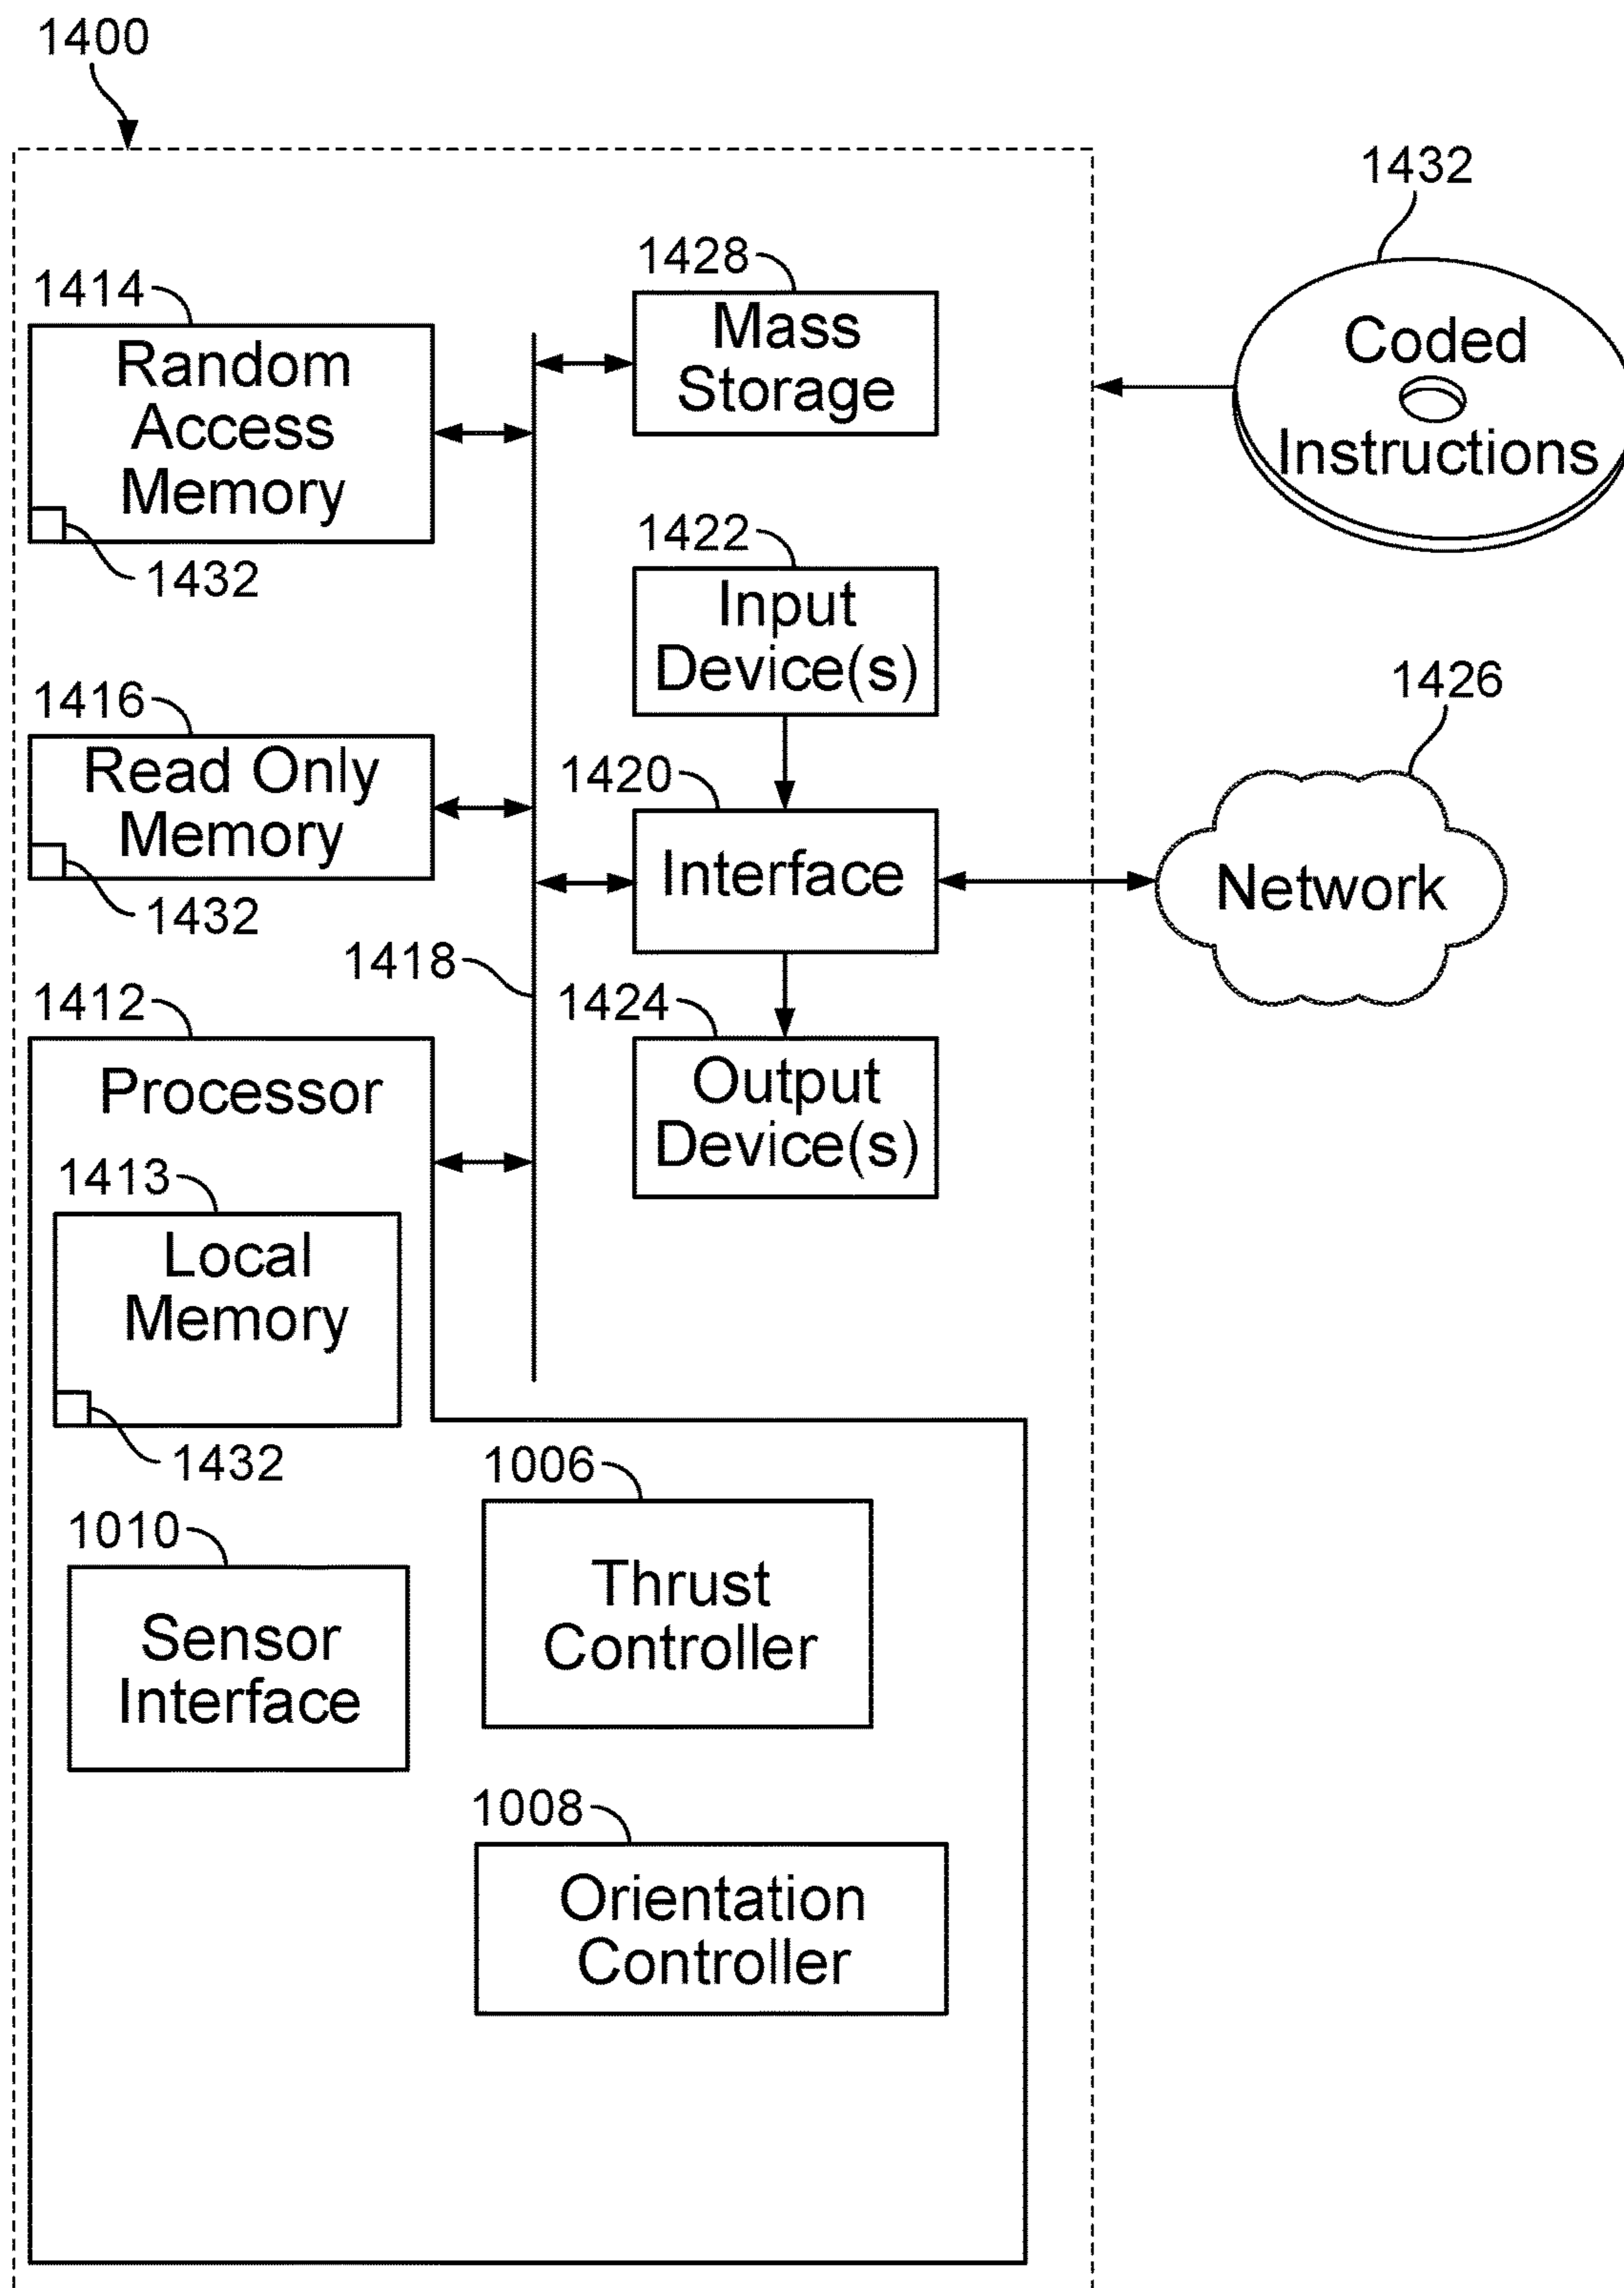 1400
1432
1428
1414
Mass
Storage
Random
Access
Memory
Coded
Instructions
1432
1422
Input
Device(s)
1416
1426
Read Only
Memory
1420
Interface
Network
1432
1418
1412
1424
Processor
Output
Device(s)
1413
Local
Memory
1432
1006
1010
Thrust
Controller
Sensor
Interface
1008
Orientation
Controller